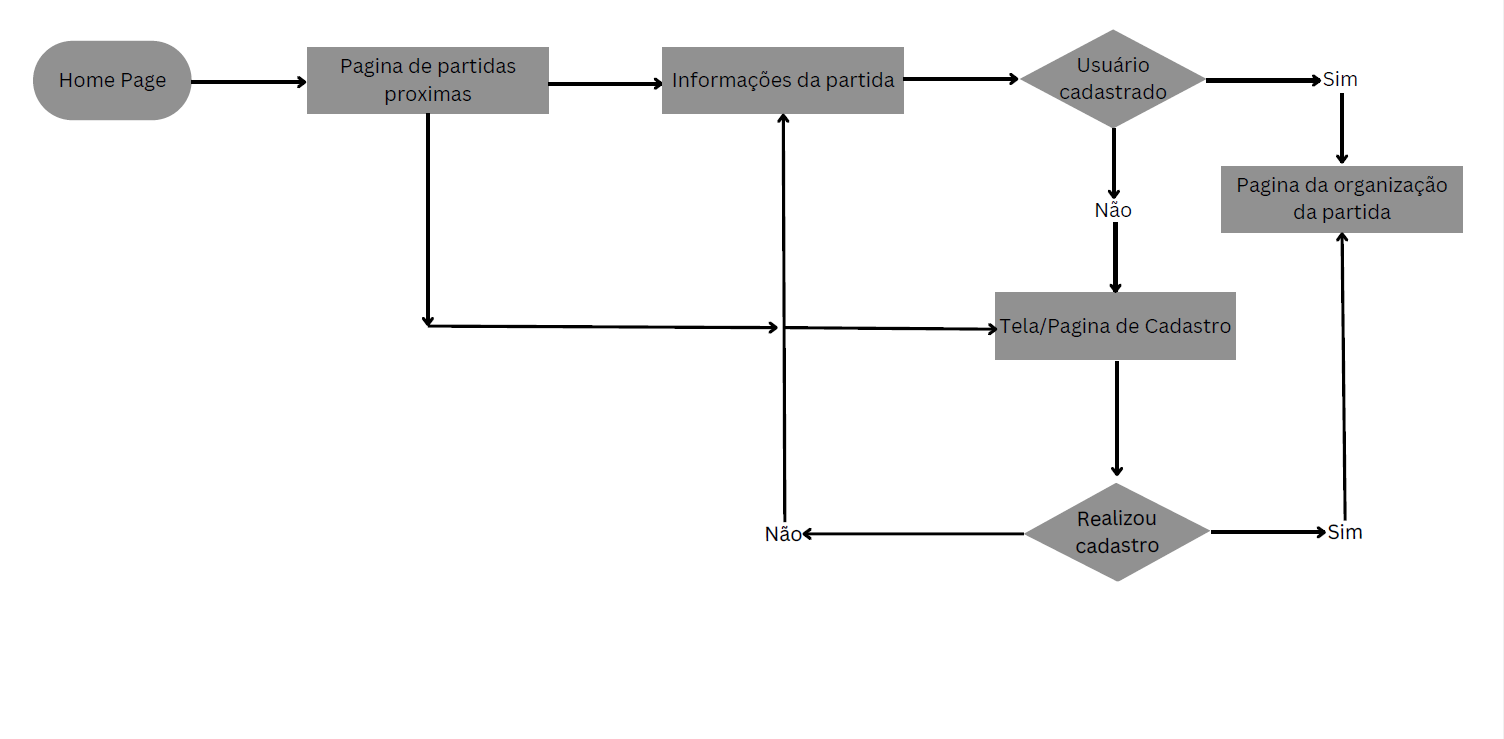 Home Page
Pagina de partidas
proximas
Informações da partida
Usuário
cadastrado
Sim
Pagina da organização
da partida
Não
Tela/Pagina de Cadastro
Realizou
cadastro
Não
Sim